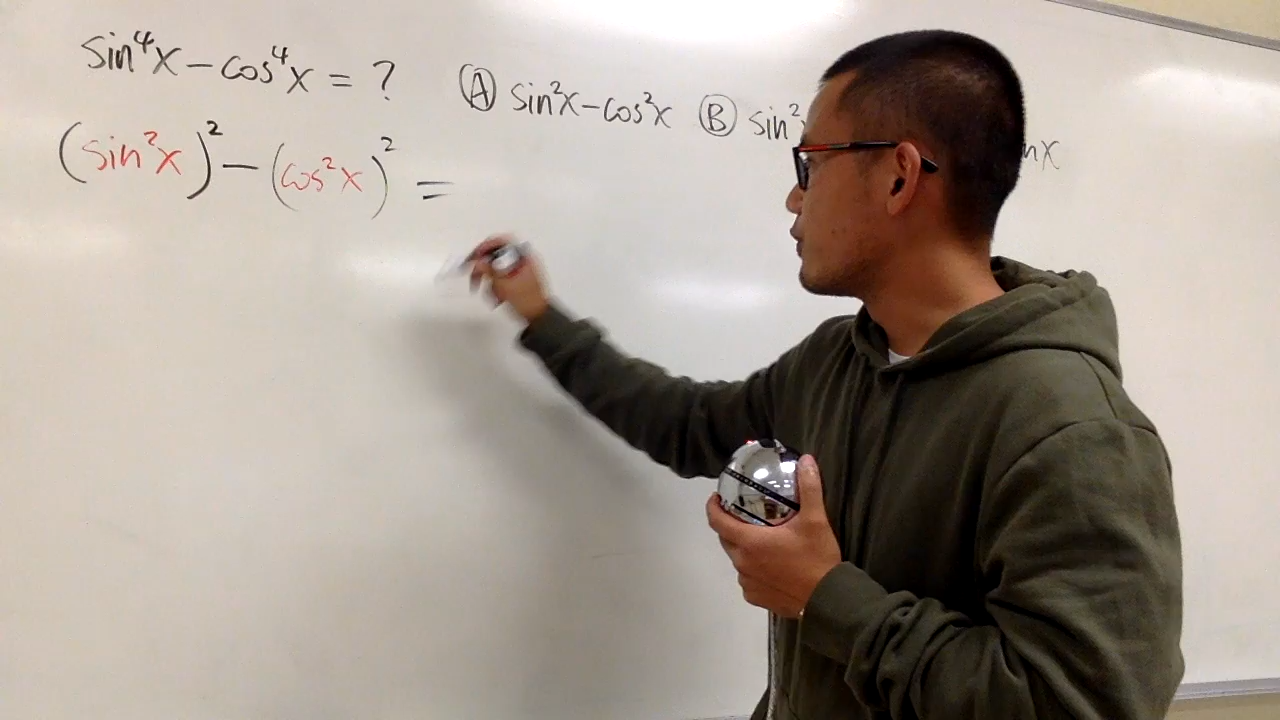 sin⁴x − cos⁴x = ? Ⓐ sin²x − cos²x Ⓑ sin²
(sin²x)² − (cos²x)² =